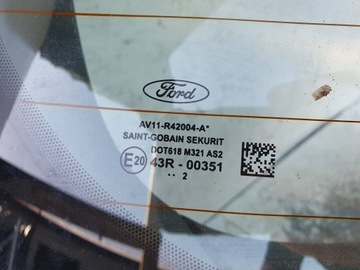 Ford
AV11-R42004-A*
SAINT-GOBAIN SEKURIT
DOT618 M321 AS2
E20 43R - 00351
.. 2